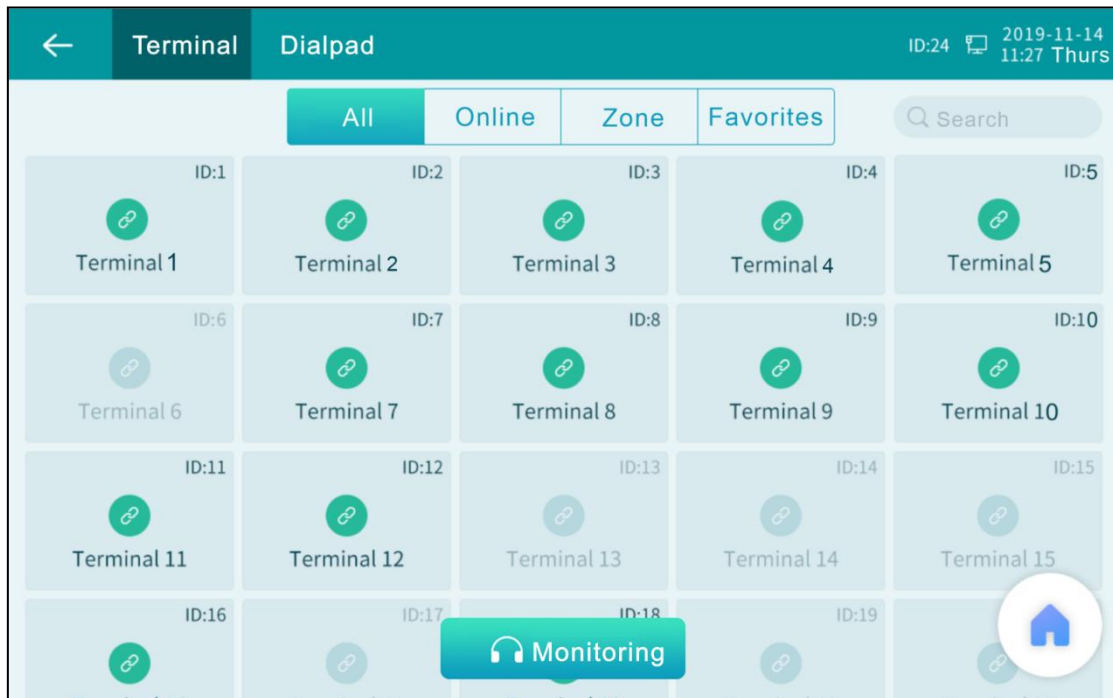 Terminal Dialpad ID:24 2019-11-14
11:27 Thurs
All Online Zone Favorites Search
ID:1 ID:2 ID:3 ID:4 ID:5
Terminal 1 Terminal 2 Terminal 3 Terminal 4 Terminal 5
ID:6 ID:7 ID:8 ID:9 ID:10
Terminal 6 Terminal 7 Terminal 8 Terminal 9 Terminal 10
ID:11 ID:12 ID:13 ID:14 ID:15
Terminal 11 Terminal 12 Terminal 13 Terminal 14 Terminal 15
ID:16 ID:17 ID:18 ID:19
Monitoring